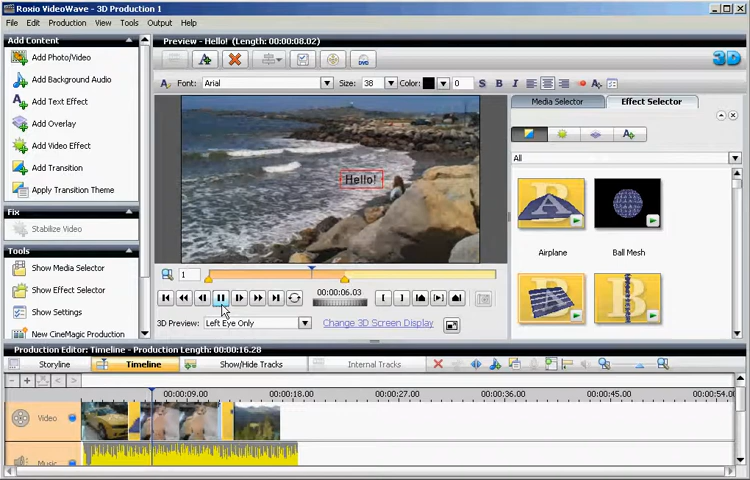 Roxio VideoWave - 3D Production 1
File Edit Production View Tools Timeline Output Help
Add Content
Add Photo/Video
Add Background Audio
Add Text Effect
Add Overlay
Add Video Effect
Add Transition
Apply Transition Theme
Fix
Stabilize Video
Tools
Show Media Selector
Show Effect Selector
Show Settings
New CineMagic Production
Preview - Hello! (Length: 00:00:08.02)
3D
Font: Arial Size: 38 Color: 0 S B I
Hello!
1
00:00:06.03
3D Preview: Left Eye Only Change 3D Screen Display
Media Selector Effect Selector
All
Airplane Ball Mesh
Production Editor: Timeline - Production Length: 00:00:16.28
Storyline Timeline Show/Hide Tracks Internal Tracks
00:00:09.00 00:00:18.00 00:00:27.00 00:00:36.00 00:00:45.00 00:00:54.0
Video
Music